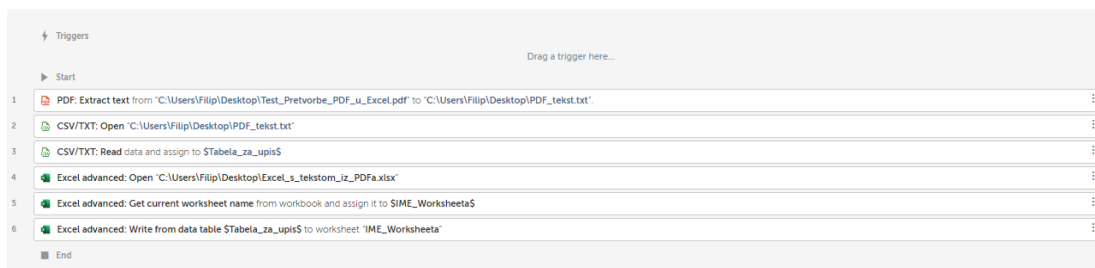 Triggers
Drag a trigger here...
Start
1 PDF: Extract text from "C:\Users\Filip\Desktop\Test_Pretvorbe_PDF_u_Excel.pdf" to "C:\Users\Filip\Desktop\PDF_tekst.txt".
2 CSV/TXT: Open "C:\Users\Filip\Desktop\PDF_tekst.txt"
3 CSV/TXT: Read data and assign to $Tabela_za_upis$
4 Excel advanced: Open "C:\Users\Filip\Desktop\Excel_s_tekstom_iz_PDFa.xlsx"
5 Excel advanced: Get current worksheet name from workbook and assign it to $IME_Worksheeta$
6 Excel advanced: Write from data table $Tabela_za_upis$ to worksheet "IME_Worksheeta"
End